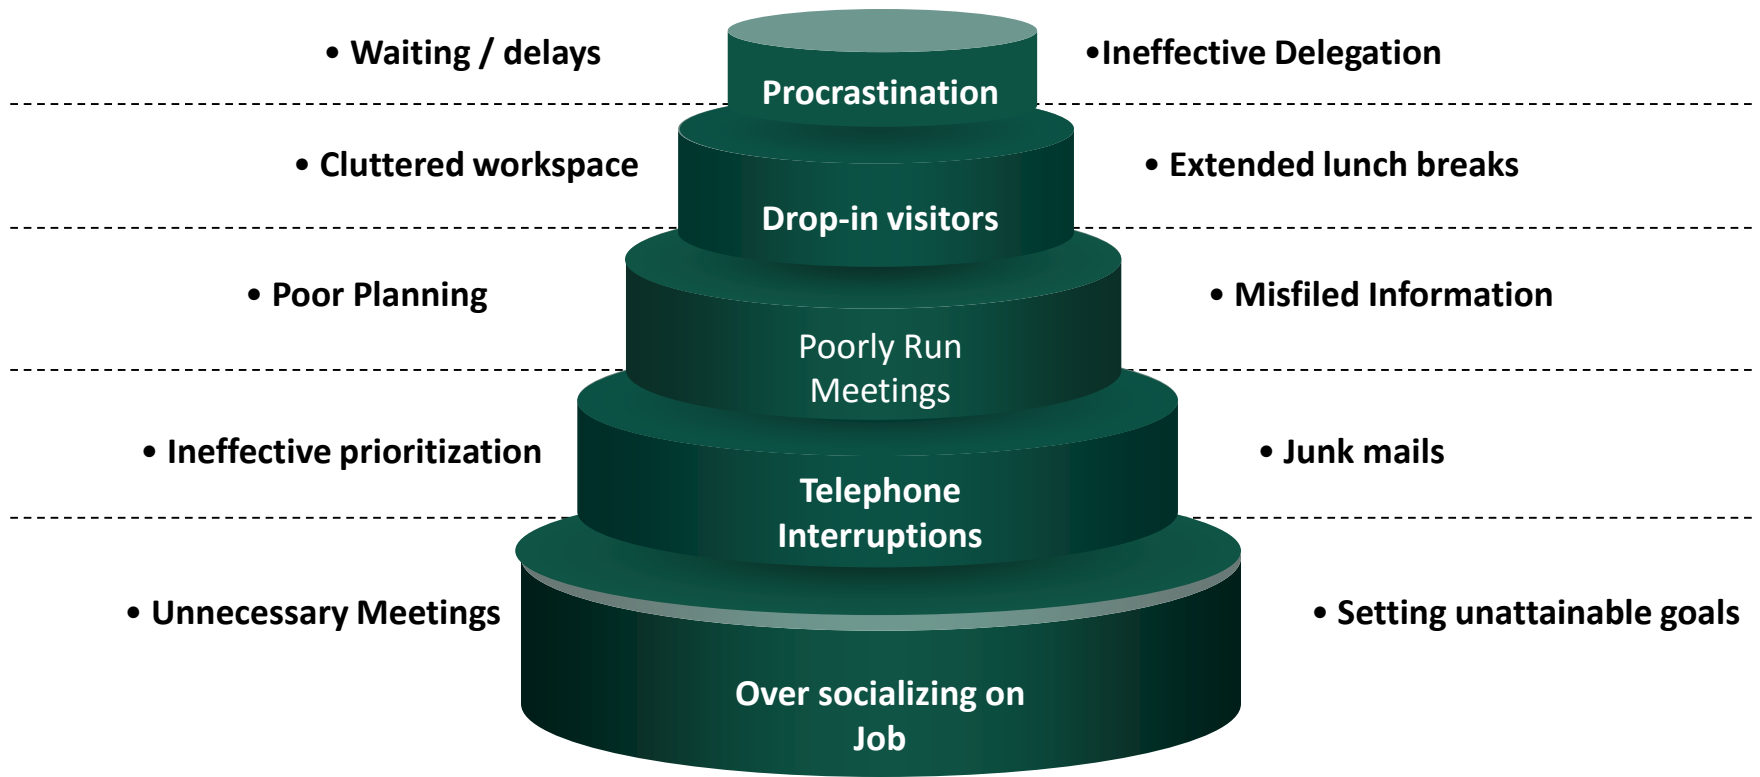 • Waiting / delays
Procrastination
•Ineffective Delegation
• Cluttered workspace
Drop-in visitors
• Extended lunch breaks
• Poor Planning
Poorly Run
Meetings
• Misfiled Information
• Ineffective prioritization
Telephone
Interruptions
• Junk mails
• Unnecessary Meetings
Over socializing on
Job
• Setting unattainable goals